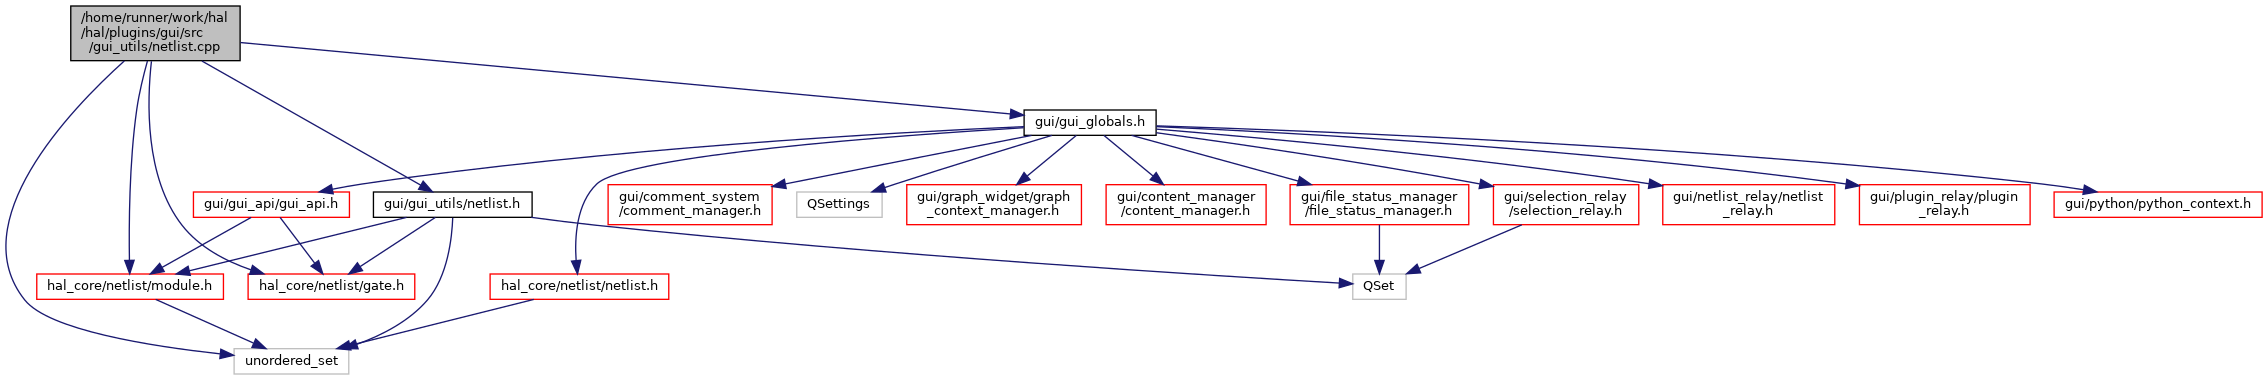 /home/runner/work/hal
/hal/plugins/gui/src
/gui_utils/netlist.cpp
gui/gui_globals.h
gui/gui_api/gui_api.h
gui/gui_utils/netlist.h
gui/comment_system
/comment_manager.h
QSettings
gui/graph_widget/graph
_context_manager.h
gui/content_manager
/content_manager.h
gui/file_status_manager
/file_status_manager.h
gui/selection_relay
/selection_relay.h
gui/netlist_relay/netlist
_relay.h
gui/plugin_relay/plugin
_relay.h
gui/python/python_context.h
hal_core/netlist/module.h
hal_core/netlist/gate.h
hal_core/netlist/netlist.h
QSet
unordered_set